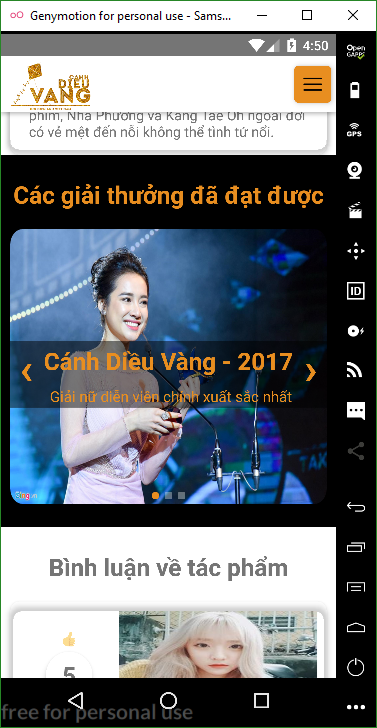 Genymotion for personal use - Sams...
4:50
Open
GAPPS
CÁNH
DIỀU
VÀNG
GPS
phim, Nhã Phương và Kang Tae Oh ngoài đời
có vẻ mệt đến nỗi không thể tình tứ nổi.
Các giải thưởng đã đạt được
ID
‹ Cánh Diều Vàng - 2017 ›
Giải nữ diễn viên chính xuất sắc nhất
TAK
Bình luận về tác phẩm
5
free for personal use